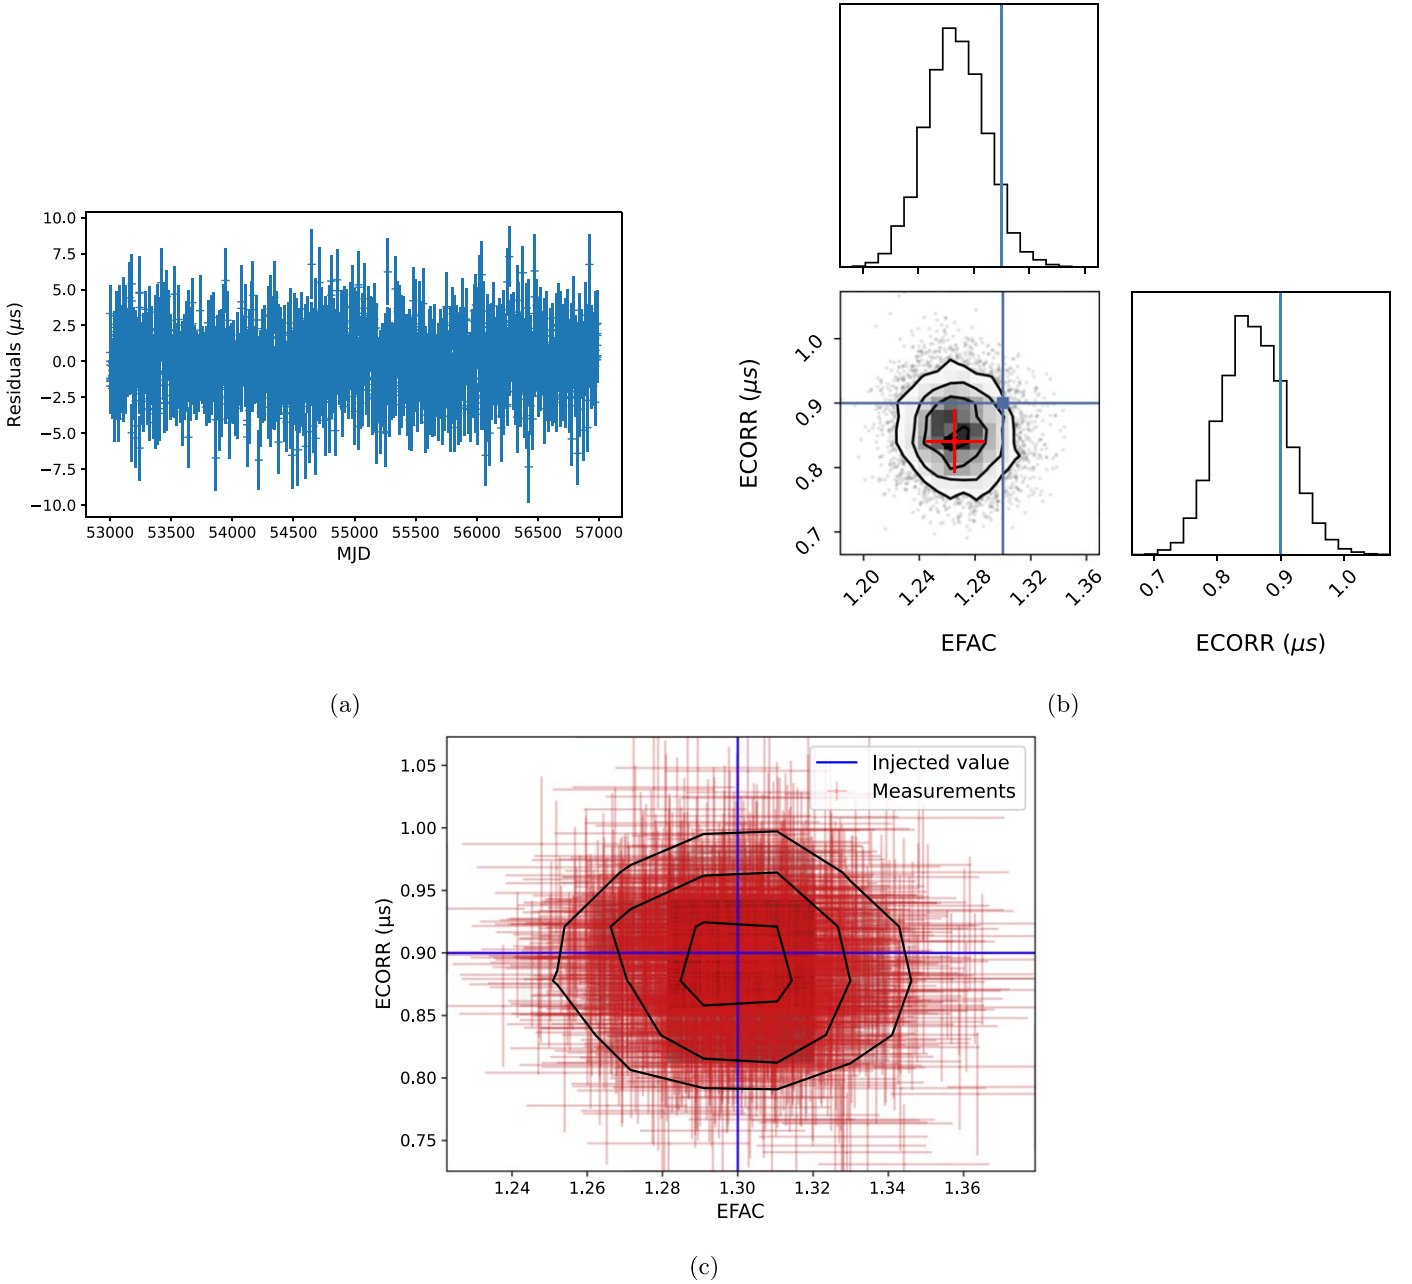 10.0
7.5
5.0
2.5
0.0
−2.5
−5.0
−7.5
−10.0
Residuals (μs)
53000 53500 54000 54500 55000 55500 56000 56500 57000
MJD
(a)
ECORR (μs)
1.0
0.9
0.8
0.7
1.20 1.24 1.28 1.32 1.36
EFAC
0.7 0.8 0.9 1.0
ECORR (μs)
(b)
Injected value
Measurements
ECORR (μs)
1.05
1.00
0.95
0.90
0.85
0.80
0.75
1.24 1.26 1.28 1.30 1.32 1.34 1.36
EFAC
(c)